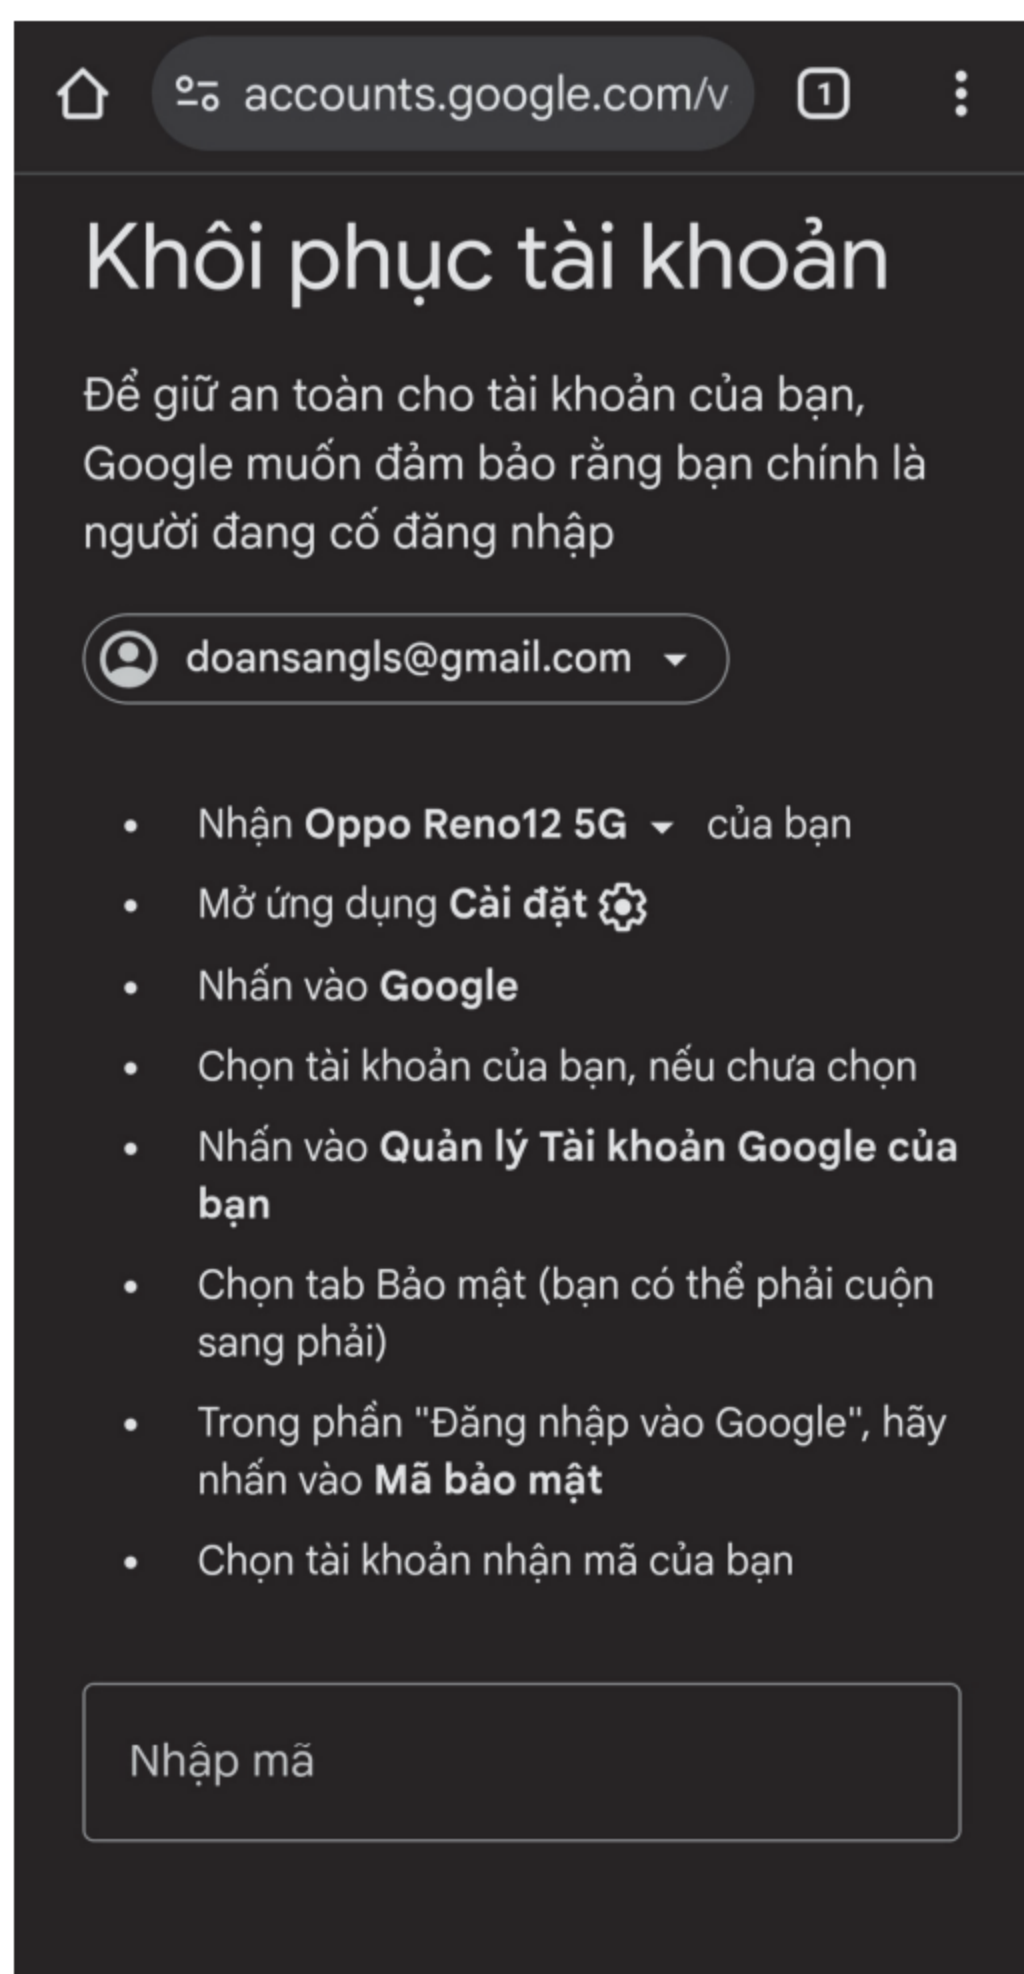 accounts.google.com/v
1
Khôi phục tài khoản
Để giữ an toàn cho tài khoản của bạn,
Google muốn đảm bảo rằng bạn chính là
người đang cố đăng nhập
doansangls@gmail.com
• Nhận Oppo Reno12 5G của bạn
• Mở ứng dụng Cài đặt
• Nhấn vào Google
• Chọn tài khoản của bạn, nếu chưa chọn
• Nhấn vào Quản lý Tài khoản Google của
bạn
• Chọn tab Bảo mật (bạn có thể phải cuộn
sang phải)
• Trong phần "Đăng nhập vào Google", hãy
nhấn vào Mã bảo mật
• Chọn tài khoản nhận mã của bạn
Nhập mã